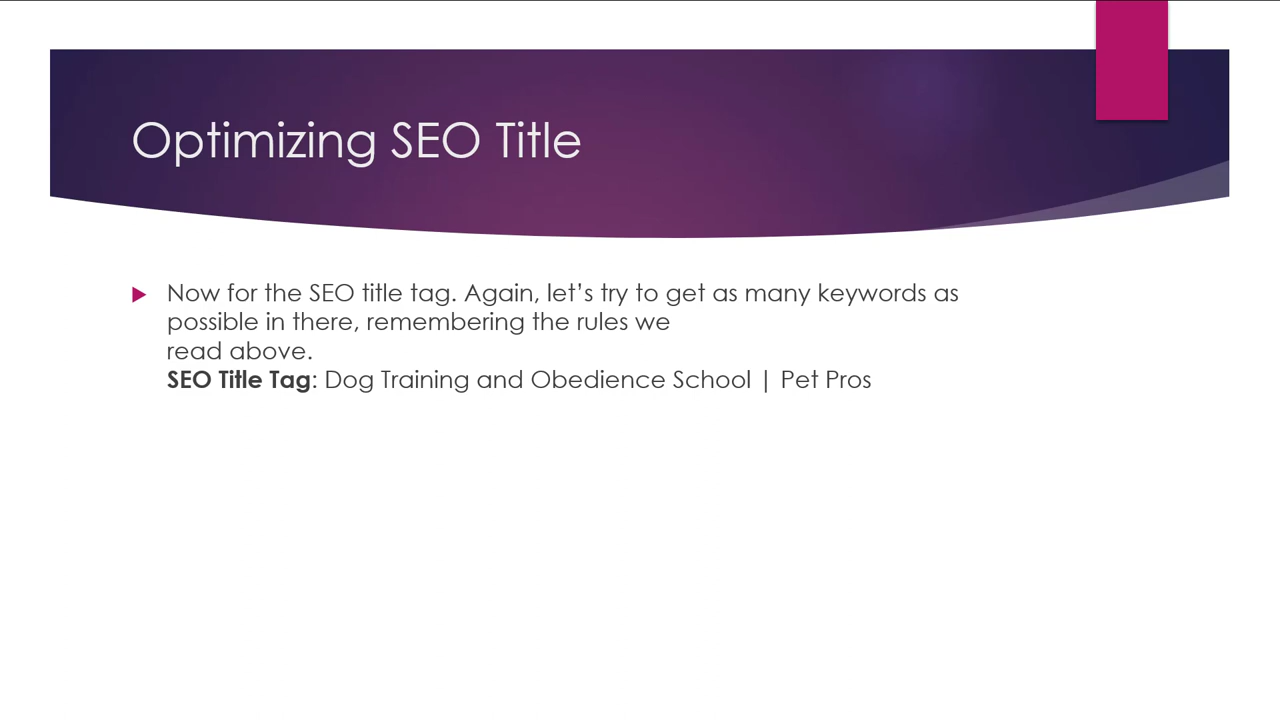 Optimizing SEO Title
Now for the SEO title tag. Again, let’s try to get as many keywords as
possible in there, remembering the rules we
read above.
SEO Title Tag: Dog Training and Obedience School | Pet Pros